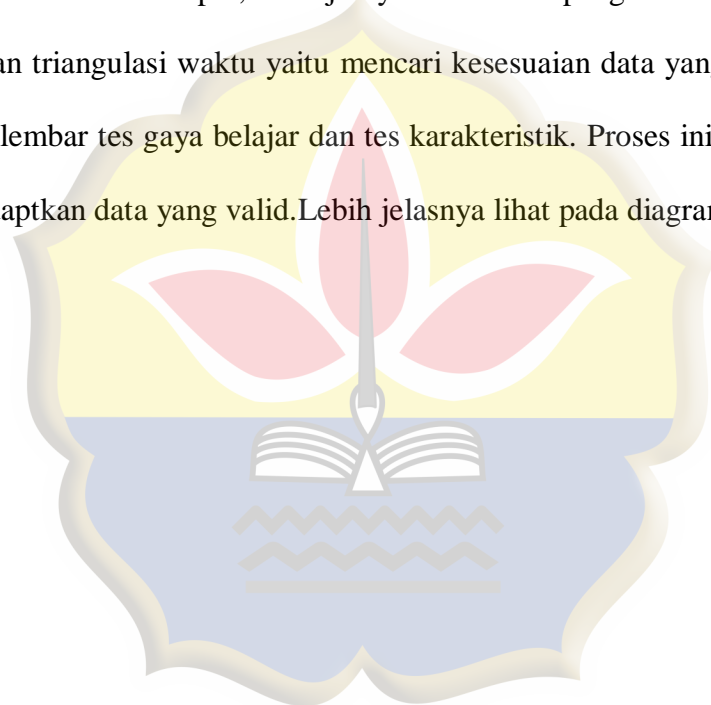 an triangulasi waktu yaitu mencari kesesuaian data yan
lembar tes gaya belajar dan tes karakteristik. Proses ini
aptkan data yang valid.Lebih jelasnya lihat pada diagra